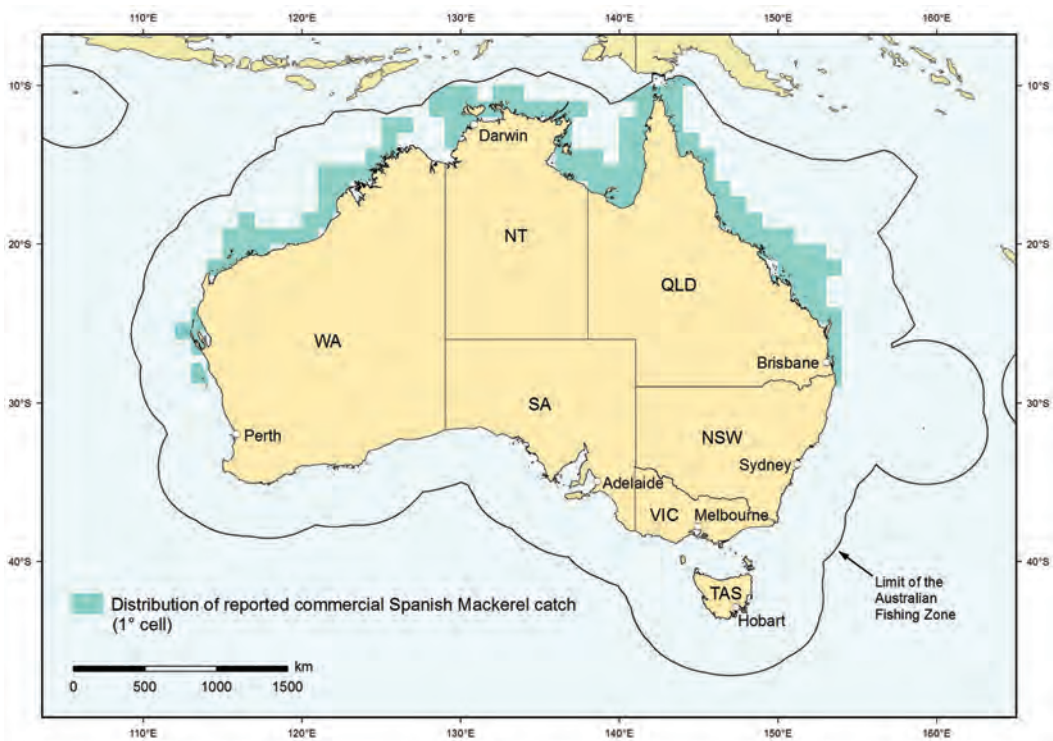 110°E 120°E 130°E 140°E 150°E 160°E
10°S 10°S
Darwin
20°S 20°S
NT
QLD
WA
Brisbane
30°S 30°S
SA
NSW
Perth
Sydney
Adelaide
VIC Melbourne
40°S 40°S
Limit of the
Australian
Fishing Zone
TAS
Hobart
Distribution of reported commercial Spanish Mackerel catch
(1° cell)
km
0 500 1000 1500
110°E 120°E 130°E 140°E 150°E 160°E